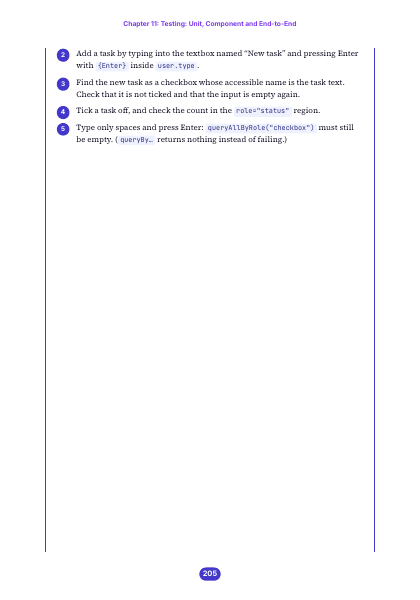 Chapter 11: Testing: Unit, Component and End-to-End
2 Add a task by typing into the textbox named “New task” and pressing Enter
with {Enter} inside user.type.
3 Find the new task as a checkbox whose accessible name is the task text.
Check that it is not ticked and that the input is empty again.
4 Tick a task off, and check the count in the role="status" region.
5 Type only spaces and press Enter: queryAllByRole("checkbox") must still
be empty. (queryBy… returns nothing instead of failing.)
205